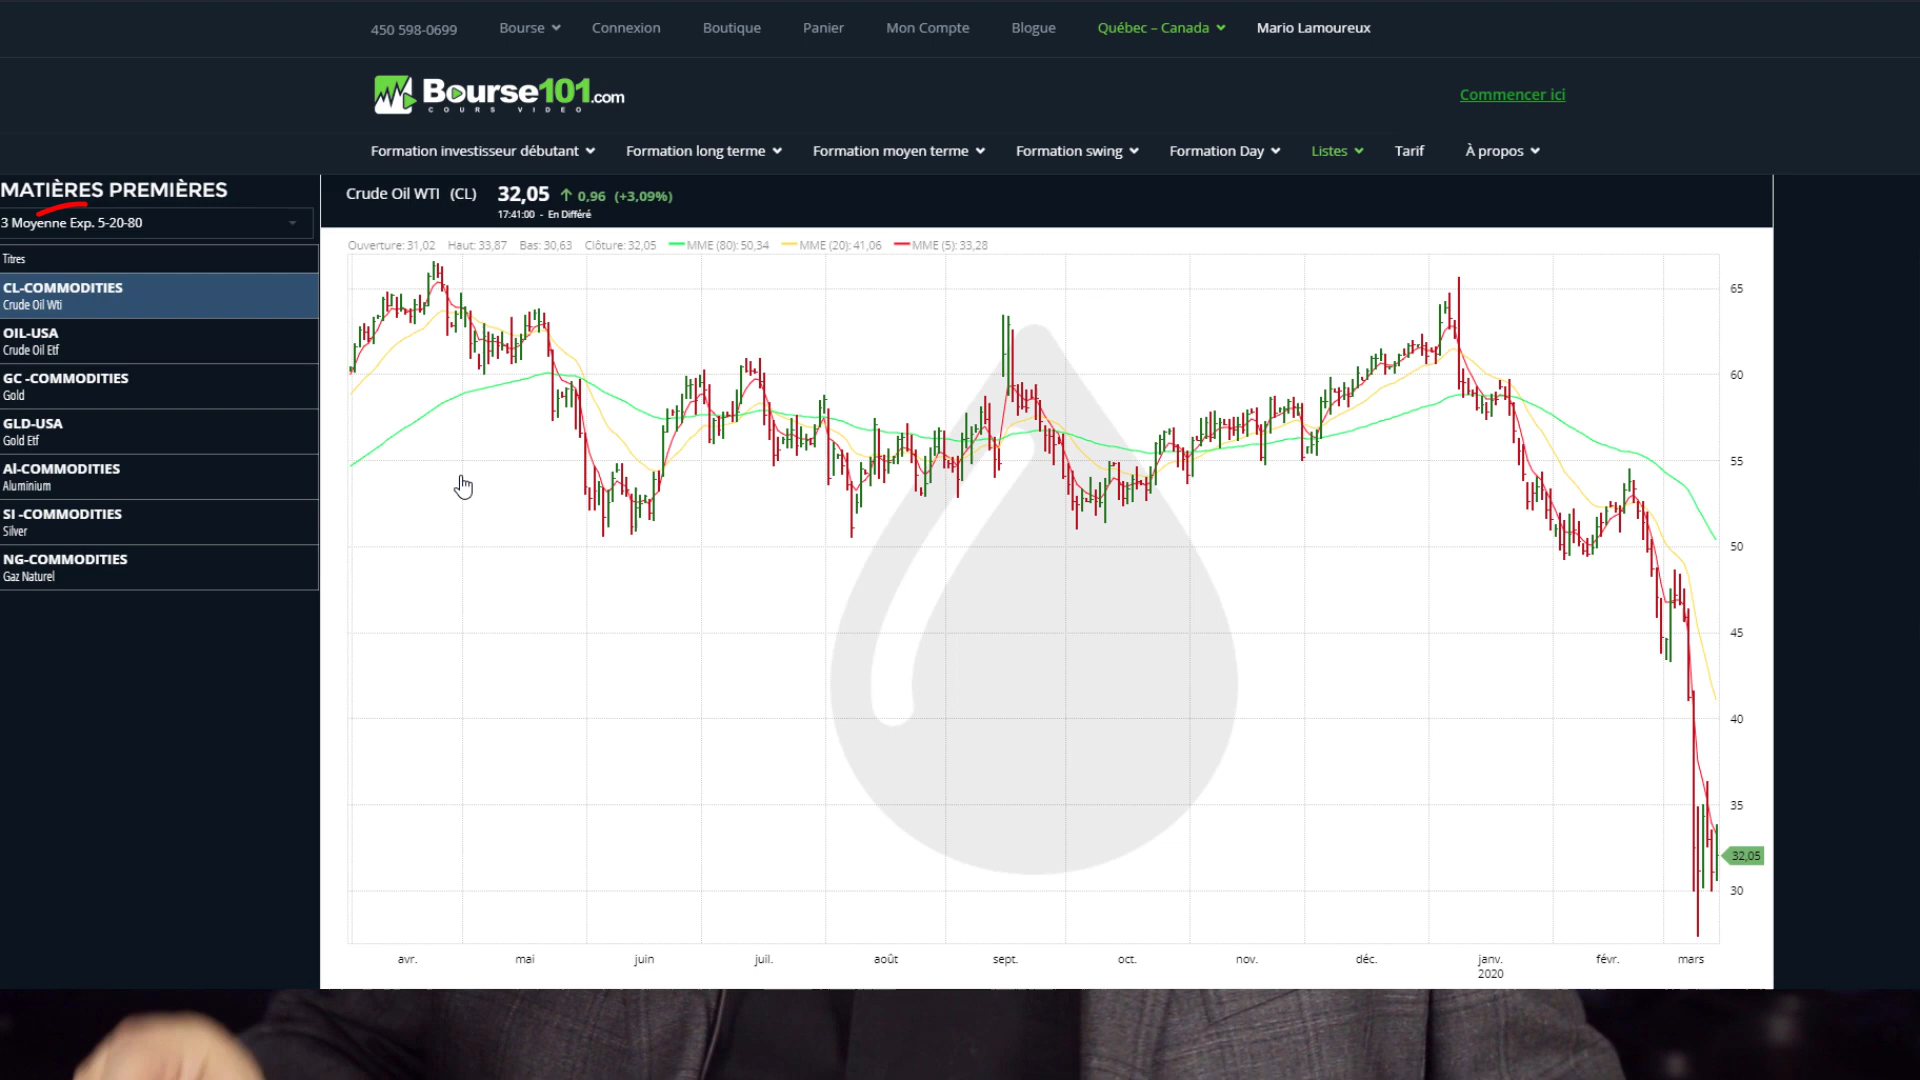 450 598-0699 Bourse Connexion Boutique Panier Mon Compte Blogue Québec – Canada Mario Lamoureux
Bourse101.com
COURS VIDEO
Commencer ici
Formation investisseur débutant Formation long terme Formation moyen terme Formation swing Formation Day Listes Tarif À propos
MATIÈRES PREMIÈRES
3 Moyenne Exp. 5-20-80
Titres
CL-COMMODITIES
Crude Oil Wti
OIL-USA
Crude Oil Etf
GC -COMMODITIES
Gold
GLD-USA
Gold Etf
Al-COMMODITIES
Aluminium
SI -COMMODITIES
Silver
NG-COMMODITIES
Gaz Naturel
Crude Oil WTI (CL) 32,05 0,96 (+3,09%)
17:41:00 - En Différé
Ouverture: 31,02 Haut: 33,87 Bas: 30,63 Clôture: 32,05 MME (80): 50,34 MME (20): 41,06 MME (5): 33,28
65
60
55
50
45
40
35
32,05
30
avr. mai juin juil. août sept. oct. nov. déc. janv. févr. mars
2020